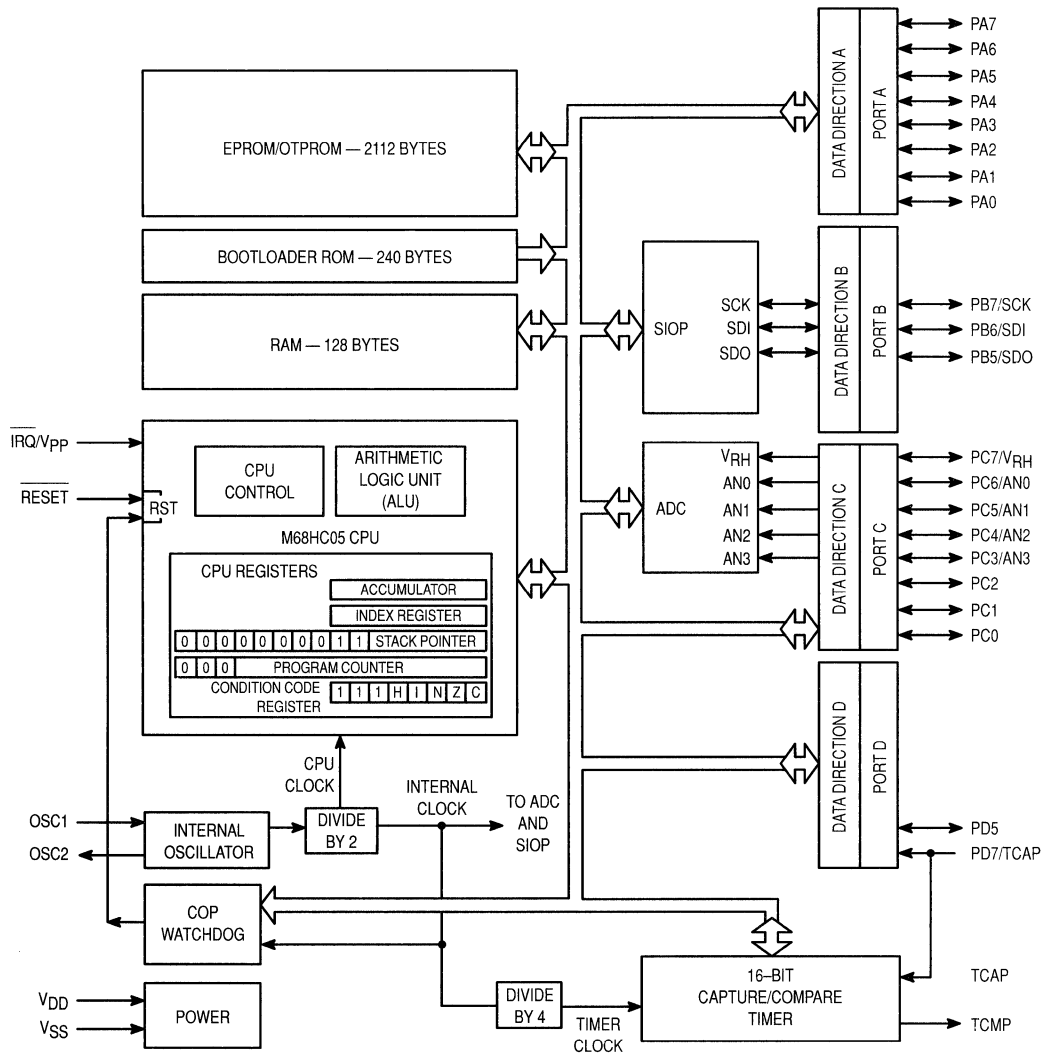 EPROM/OTPROM — 2112 BYTES
BOOTLOADER ROM — 240 BYTES
RAM — 128 BYTES
IRQ/VPP
RESET
RST
CPU
CONTROL
ARITHMETIC
LOGIC UNIT
(ALU)
M68HC05 CPU
CPU REGISTERS
ACCUMULATOR
INDEX REGISTER
0 0 0 0 0 0 0 0 1 1 STACK POINTER
0 0 0 PROGRAM COUNTER
CONDITION CODE
REGISTER
1 1 1 H I N Z C
CPU
CLOCK
INTERNAL
CLOCK
TO ADC
AND
SIOP
OSC1
OSC2
INTERNAL
OSCILLATOR
DIVIDE
BY 2
COP
WATCHDOG
VDD
VSS
POWER
DIVIDE
BY 4
TIMER
CLOCK
16–BIT
CAPTURE/COMPARE
TIMER
TCAP
TCMP
SIOP
SCK
SDI
SDO
ADC
VRH
AN0
AN1
AN2
AN3
DATA DIRECTION A
PORT A
PA7
PA6
PA5
PA4
PA3
PA2
PA1
PA0
DATA DIRECTION B
PORT B
PB7/SCK
PB6/SDI
PB5/SDO
DATA DIRECTION C
PORT C
PC7/VRH
PC6/AN0
PC5/AN1
PC4/AN2
PC3/AN3
PC2
PC1
PC0
DATA DIRECTION D
PORT D
PD5
PD7/TCAP